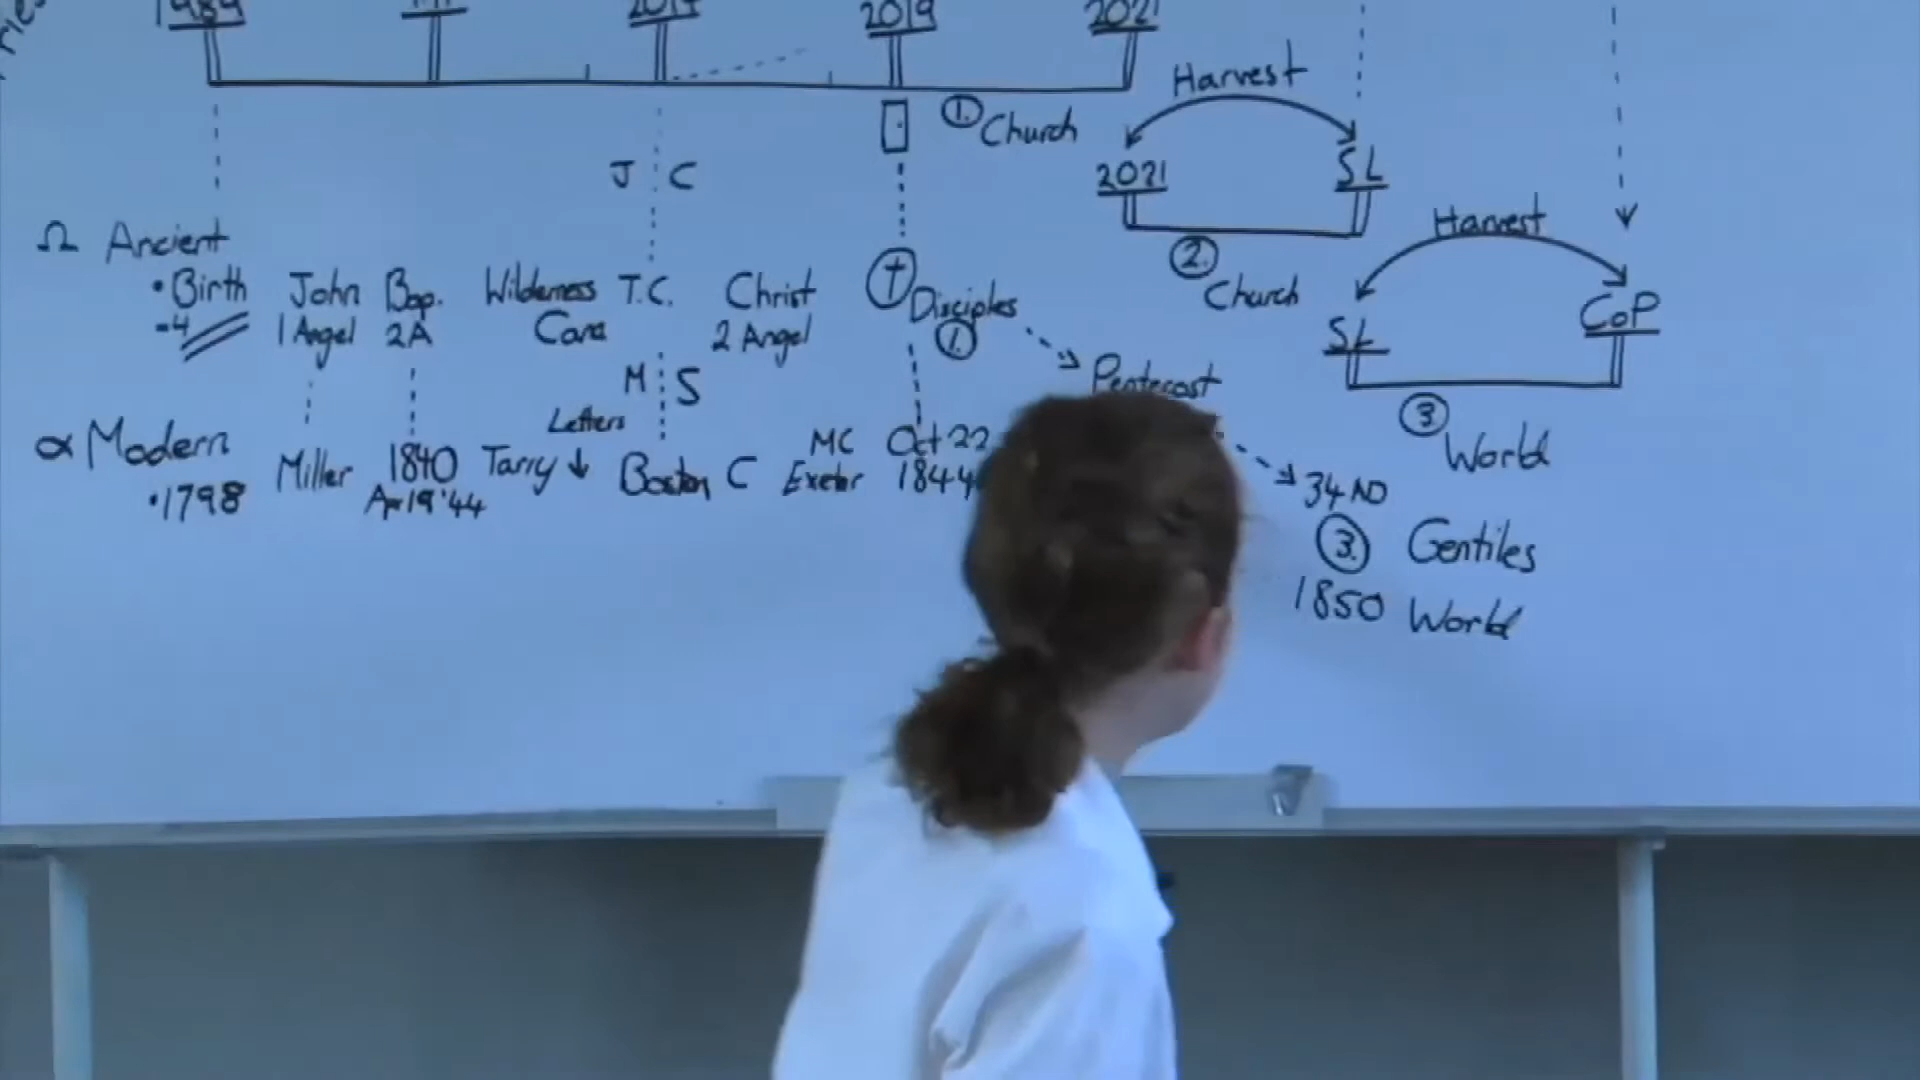 1989
2014
2019
2021
① Church
Harvest
2021
SL
② Church
Harvest
SL
CoP
③ World
J C
Ω Ancient
• Birth
-4
John
1 Angel
Bap.
2A
Wilderness
Cana
T.C.
Christ
2 Angel
Disciples
①
Pentecost
M S
34 AD
③ Gentiles
1850 World
α Modern
• 1798
Miller
1840
Apr 19 '44
Tarry ↓
Letters
Boston C
MC
Exeter
Oct 22
1844